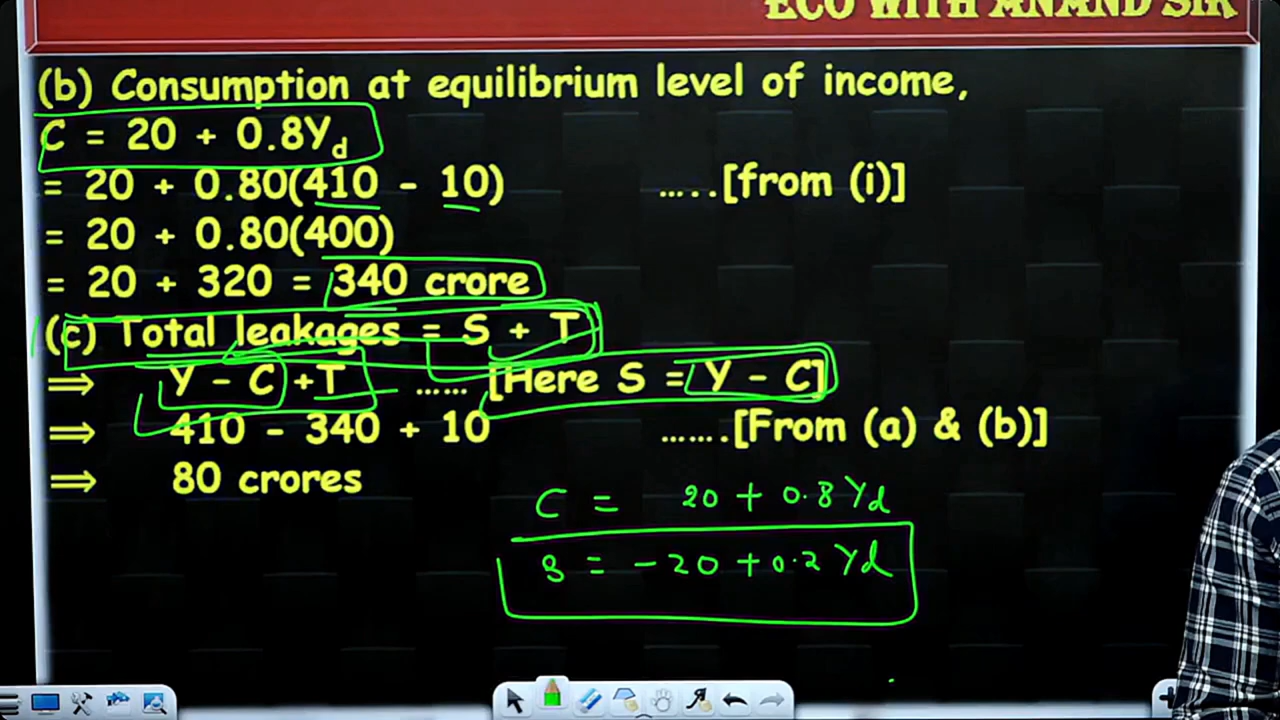 ECO WITH ANAND SIR
(b) Consumption at equilibrium level of income,
C = 20 + 0.8Yd
= 20 + 0.80(410 - 10) .....[from (i)]
= 20 + 0.80(400)
= 20 + 320 = 340 crore
(c) Total leakages = S + T
⇒ Y - C + T ...... [Here S = Y - C]
⇒ 410 - 340 + 10 .......[From (a) & (b)]
⇒ 80 crores
C = 20 + 0.8 Yd
S = -20 + 0.2 Yd